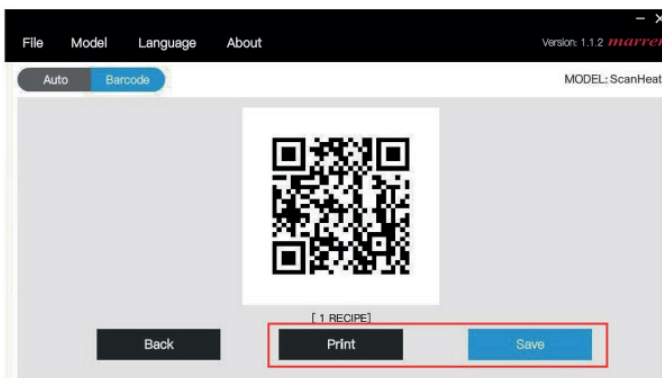 File Model Language About Version: 1.1.2
Auto Barcode MODEL: ScanHeat
[ 1 RECIPE]
Back Print Save